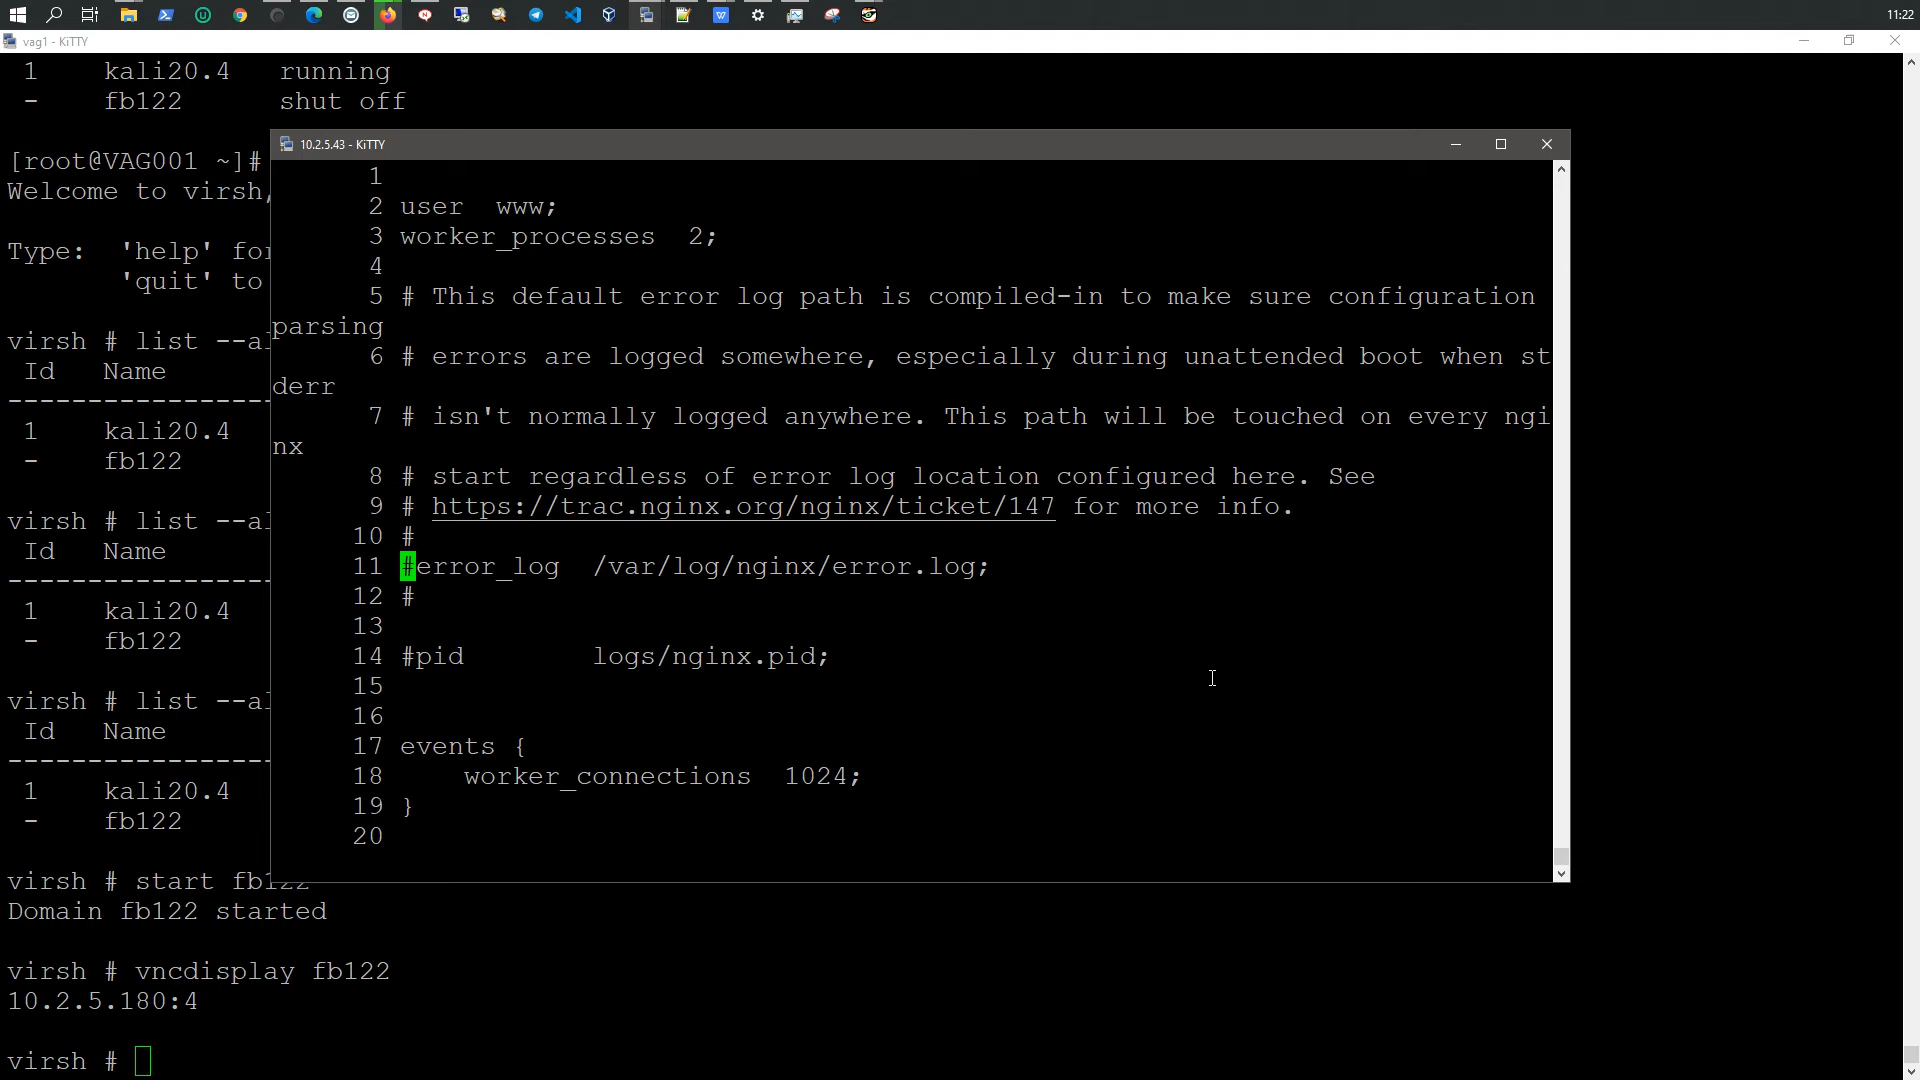 11:22
vag1 - KiTTY
1 kali20.4 running
- fb122 shut off
[root@VAG001 ~]#
Welcome to virsh,
Type: 'help' for
'quit' to
virsh # list --al
Id Name
-----------------
1 kali20.4
- fb122
virsh # list --al
Id Name
-----------------
1 kali20.4
- fb122
virsh # list --al
Id Name
-----------------
1 kali20.4
- fb122
virsh # start fb122
Domain fb122 started
virsh # vncdisplay fb122
10.2.5.180:4
virsh #
10.2.5.43 - KiTTY
1
2 user  www;
3 worker_processes  2;
4
5 # This default error log path is compiled-in to make sure configuration
parsing
6 # errors are logged somewhere, especially during unattended boot when st
derr
7 # isn't normally logged anywhere. This path will be touched on every ngi
nx
8 # start regardless of error log location configured here. See
9 # https://trac.nginx.org/nginx/ticket/147 for more info.
10 #
11 #error_log  /var/log/nginx/error.log;
12 #
13
14 #pid        logs/nginx.pid;
15
16
17 events {
18     worker_connections  1024;
19 }
20